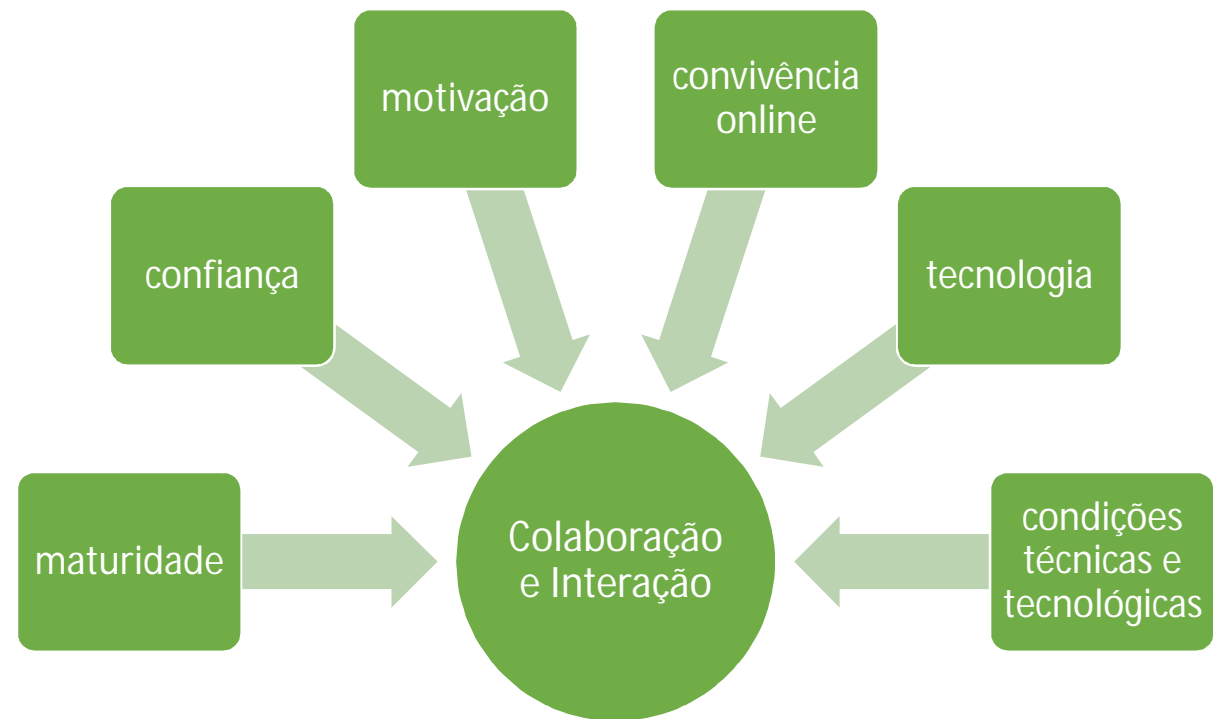 motivação
convivência
online
confiança
tecnologia
maturidade
Colaboração
e Interação
condições
técnicas e
tecnológicas